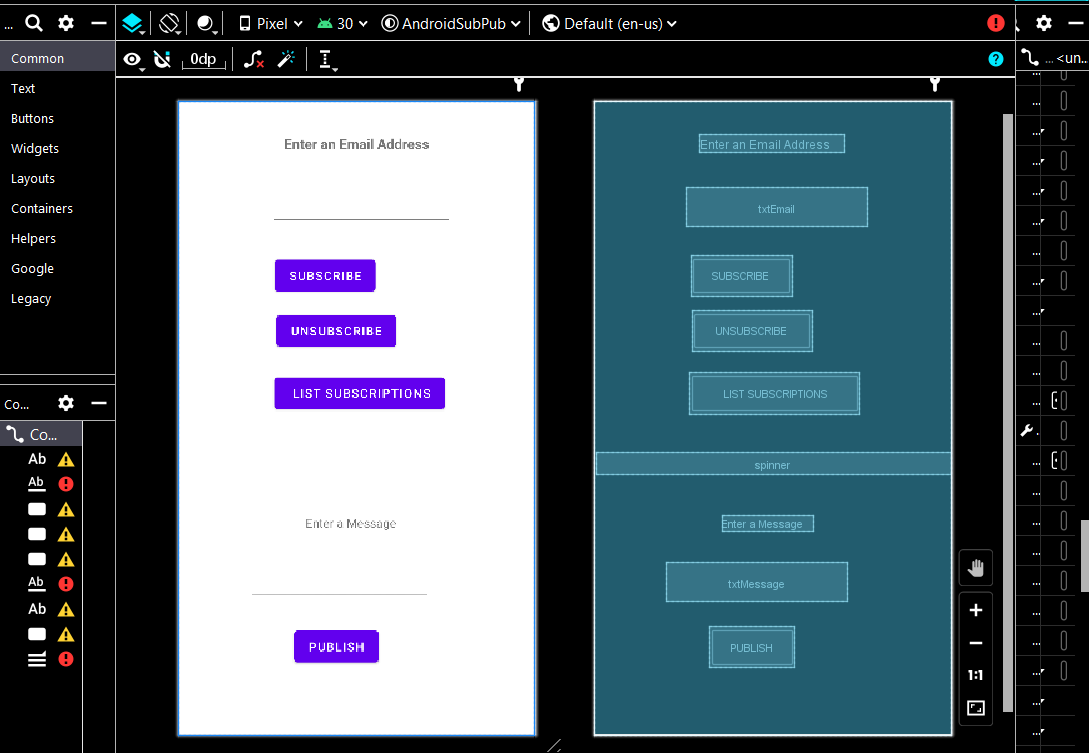 ...
Pixel
30
AndroidSubPub
Default (en-us)
Common
0dp
... <un...
Text
Buttons
Widgets
Layouts
Containers
Helpers
Google
Legacy
Co...
Co...
Ab
Ab
Ab
Ab
Enter an Email Address
SUBSCRIBE
UNSUBSCRIBE
LIST SUBSCRIPTIONS
Enter a Message
PUBLISH
Enter an Email Address
txtEmail
SUBSCRIBE
UNSUBSCRIBE
LIST SUBSCRIPTIONS
spinner
Enter a Message
txtMessage
PUBLISH
1:1